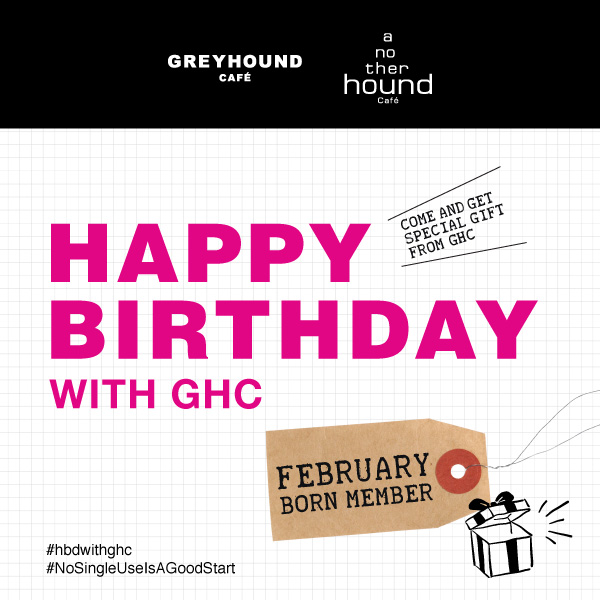 GREYHOUND
CAFÉ
a
no
ther
hound
Café
COME AND GET
SPECIAL GIFT
FROM GHC
HAPPY
BIRTHDAY
WITH GHC
FEBRUARY
BORN MEMBER
#hbdwithghc
#NoSingleUseIsAGoodStart